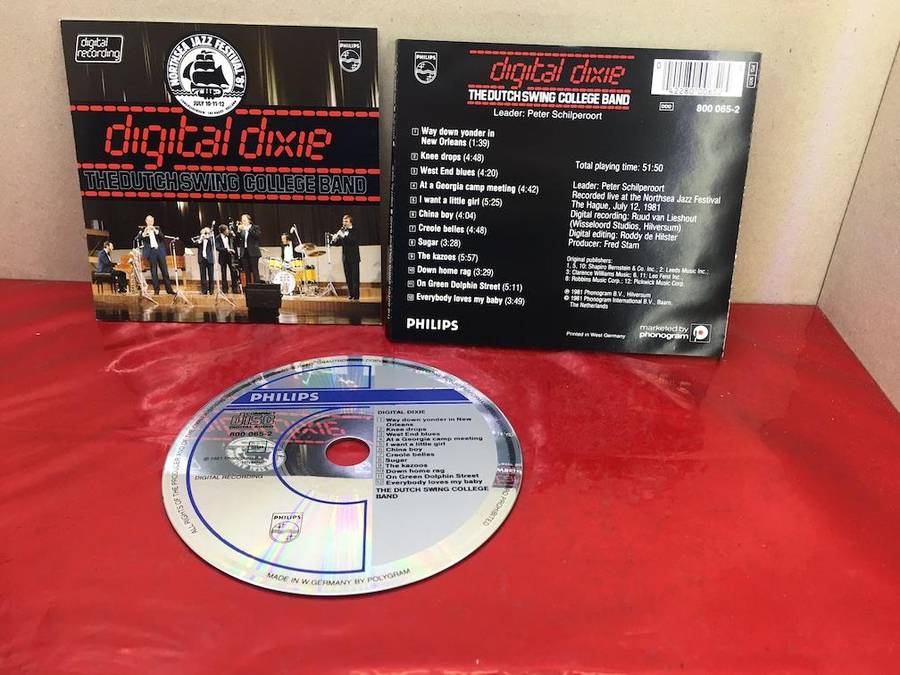 digital
recording
NORTHSEA JAZZ FESTIVAL '81
JULY 10-11-12
PHILIPS
digital dixie
THE DUTCH SWING COLLEGE BAND
PHILIPS
digital dixie
THE DUTCH SWING COLLEGE BAND
Leader: Peter Schilperoort
800 065-2
1 Way down yonder in
New Orleans (1:39)
2 Knee drops (4:48)
3 West End blues (4:20)
4 At a Georgia camp meeting (4:42)
5 I want a little girl (5:25)
6 China boy (4:04)
7 Creole belles (4:48)
8 Sugar (3:28)
9 The kazoos (5:57)
10 Down home rag (3:29)
11 On Green Dolphin Street (5:11)
12 Everybody loves my baby (3:49)
Total playing time: 51:50
Leader: Peter Schilperoort
Recorded live at the Northsea Jazz Festival
The Hague, July 12, 1981
Digital recording: Ruud van Lieshout
(Wisseloord Studios, Hilversum)
Digital editing: Roddy de Hilster
Producer: Fred Stam
Original publishers:
1, 5, 10: Shapiro Bernstein & Co. Inc.; 2: Leeds Music Inc.;
3: Clarence Williams Music; 6, 11: Leo Feist Inc.;
8: Robbins Music Corp.; 12: Pickwick Music Corp.
℗ 1981 Phonogram B.V., Hilversum
© 1981 Phonogram International B.V., Baarn,
The Netherlands
PHILIPS
Printed in West Germany
marketed by
phonogram
PHILIPS
COMPACT
disc
DIGITAL AUDIO
800 065-2
DIGITAL RECORDING
DIGITAL DIXIE
Way down yonder in New
Orleans
Knee drops
West End blues
At a Georgia camp meeting
I want a little girl
China boy
Creole belles
Sugar
The kazoos
Down home rag
On Green Dolphin Street
Everybody loves my baby
THE DUTCH SWING COLLEGE
BAND
PHILIPS
ALL RIGHTS OF THE PRODUCER AND OF THE
PROHIBITED
MADE IN W. GERMANY BY POLYGRAM